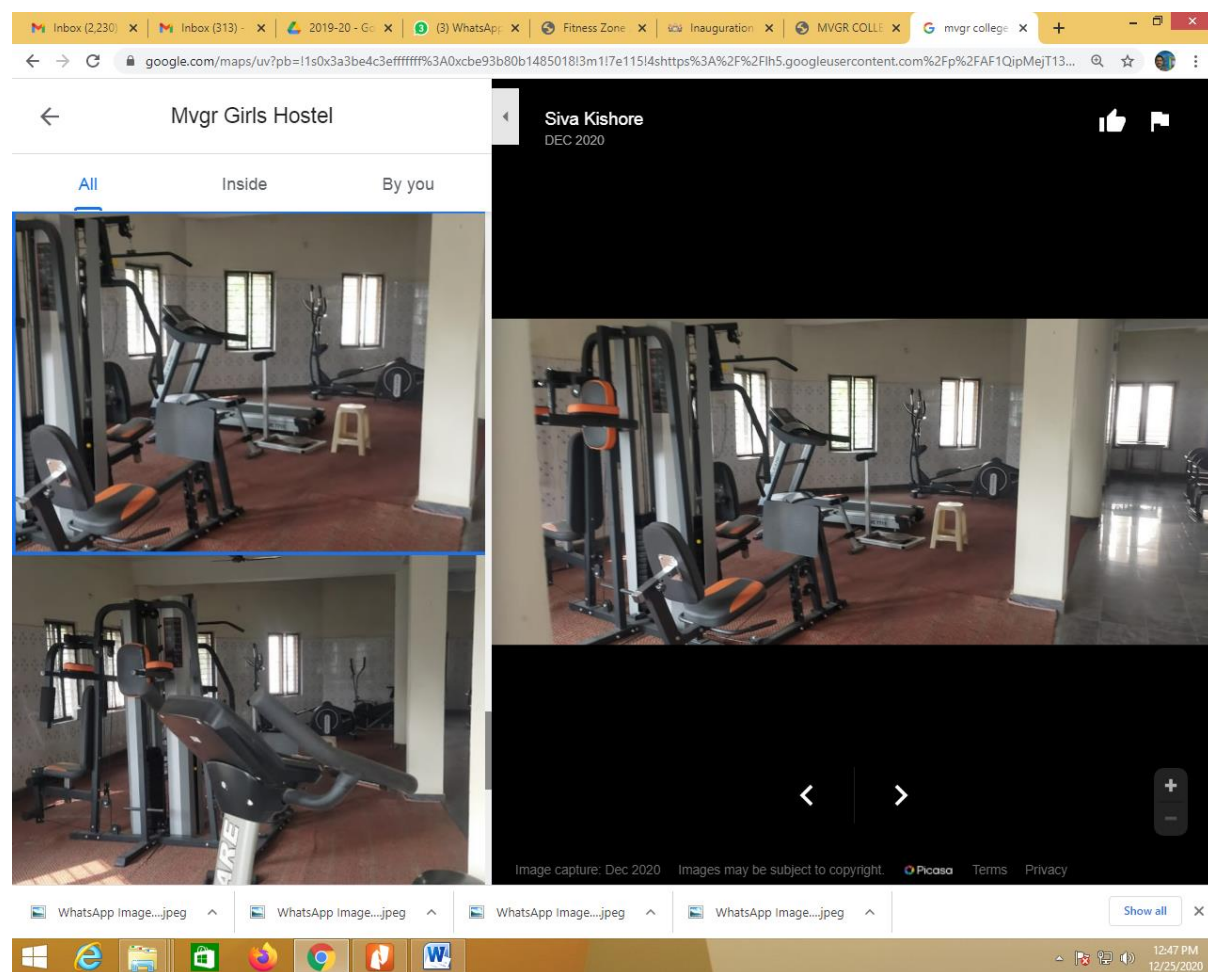 Inbox (2,230)
Inbox (313) -
2019-20 - Go
(3) WhatsApp
Fitness Zone
Inauguration
MVGR COLLE
mvgr college
google.com/maps/uv?pb=!1s0x3a3be4c3efffffff%3A0xcbe93b80b1485018!3m1!7e115!4shttps%3A%2F%2Flh5.googleusercontent.com%2Fp%2FAF1QipMejT13...
Mvgr Girls Hostel
All
Inside
By you
Siva Kishore
DEC 2020
ARE
Image capture: Dec 2020 Images may be subject to copyright. Picasa Terms Privacy
WhatsApp Image....jpeg
WhatsApp Image....jpeg
WhatsApp Image....jpeg
WhatsApp Image....jpeg
Show all
12:47 PM
12/25/2020